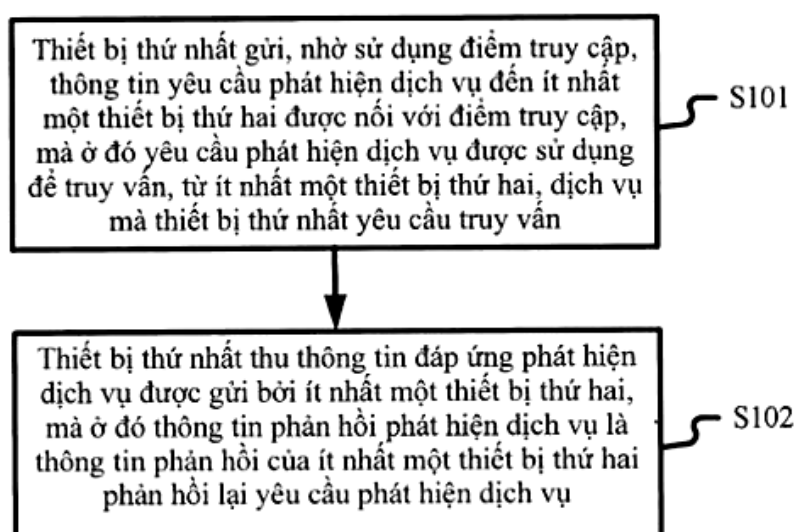 Thiết bị thứ nhất gửi, nhờ sử dụng điểm truy cập,
thông tin yêu cầu phát hiện dịch vụ đến ít nhất
một thiết bị thứ hai được nối với điểm truy cập,
mà ở đó yêu cầu phát hiện dịch vụ được sử dụng
để truy vấn, từ ít nhất một thiết bị thứ hai, dịch vụ
mà thiết bị thứ nhất yêu cầu truy vấn
S101
Thiết bị thứ nhất thu thông tin đáp ứng phát hiện
dịch vụ được gửi bởi ít nhất một thiết bị thứ hai,
mà ở đó thông tin phản hồi phát hiện dịch vụ là
thông tin phản hồi của ít nhất một thiết bị thứ hai
phản hồi lại yêu cầu phát hiện dịch vụ
S102